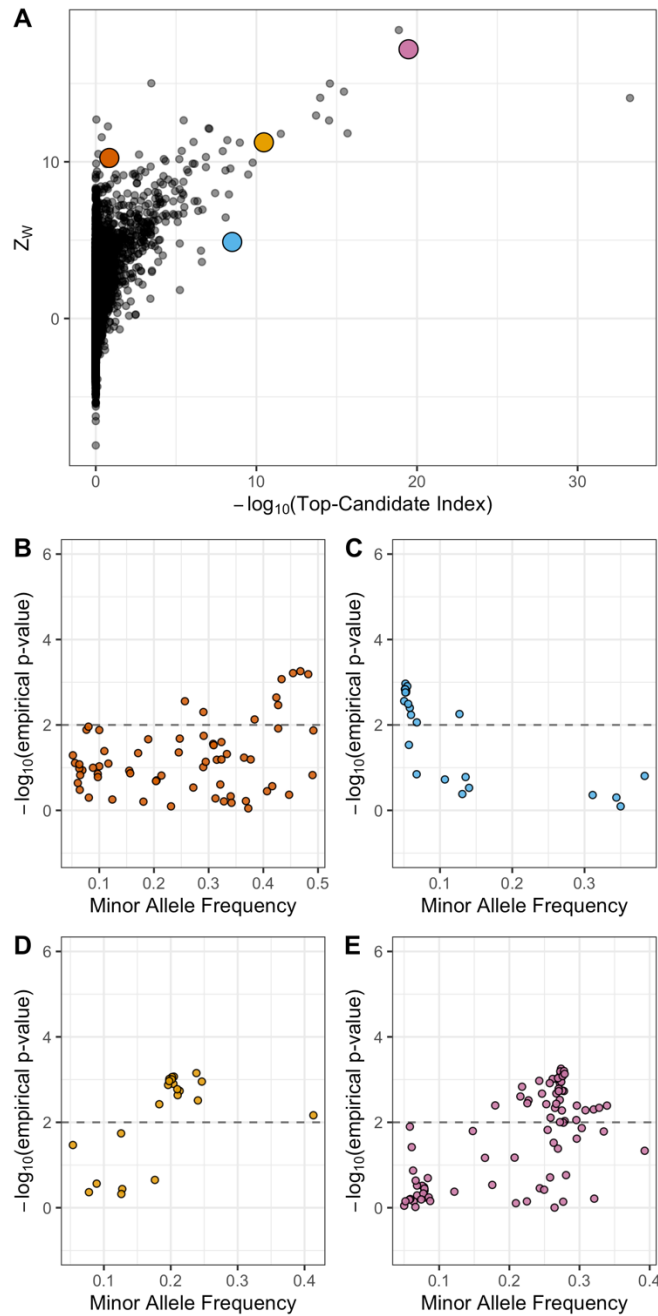 A
Z_W
10
0
0
10
20
30
−log₁₀(Top-Candidate Index)
B
−log₁₀(empirical p-value)
6
4
2
0
0.1
0.2
0.3
0.4
0.5
Minor Allele Frequency
C
−log₁₀(empirical p-value)
6
4
2
0
0.1
0.2
0.3
Minor Allele Frequency
D
−log₁₀(empirical p-value)
6
4
2
0
0.1
0.2
0.3
0.4
Minor Allele Frequency
E
−log₁₀(empirical p-value)
6
4
2
0
0.1
0.2
0.3
0.4
Minor Allele Frequency